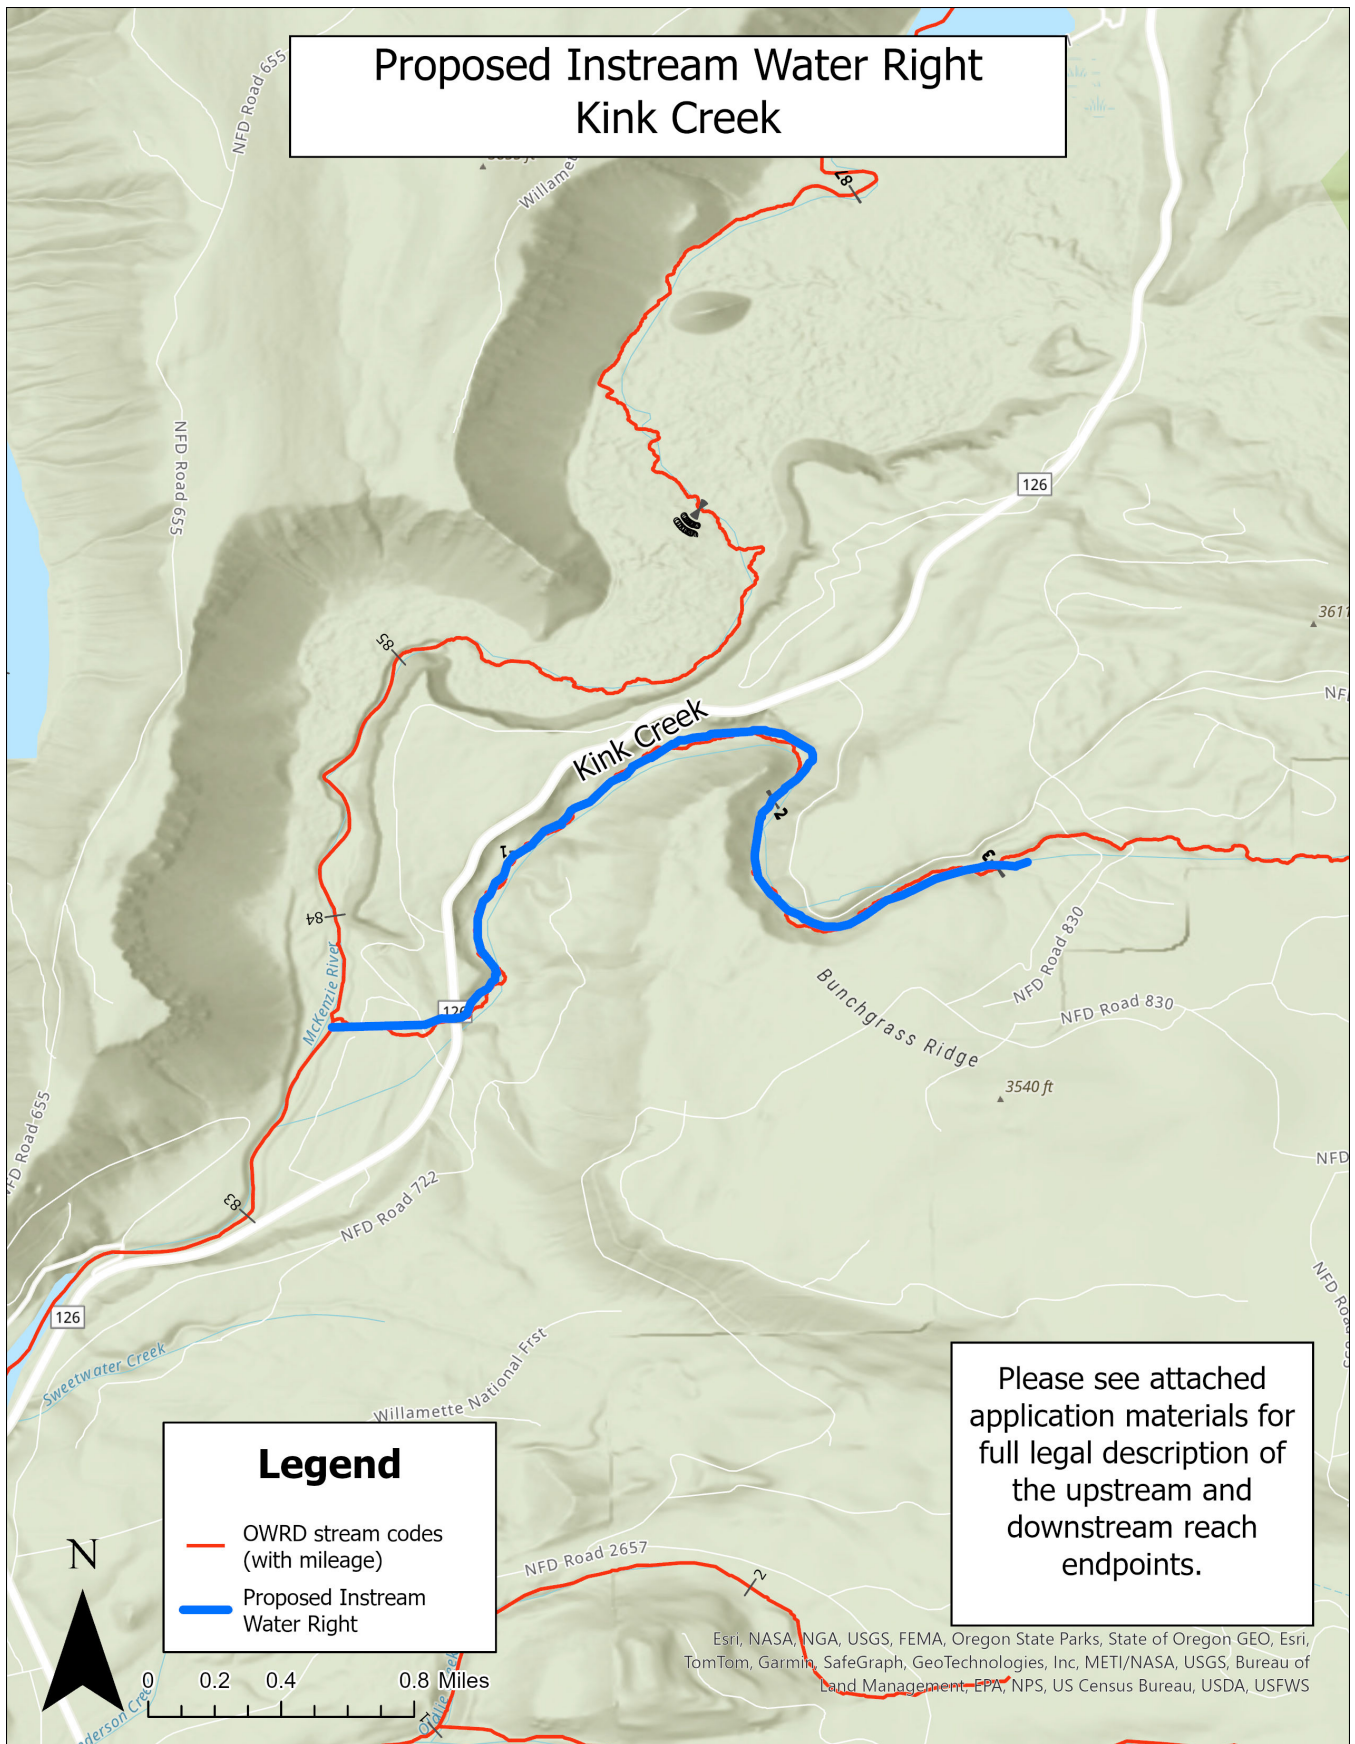 Proposed Instream Water Right
Kink Creek
NFD Road 655
87
NFD Road 655
126
85
3611
Kink Creek
2
1
3
84
McKenzie River
126
Bunchgrass Ridge
NFD Road 830
NFD Road 830
3540 ft
NFD Road 655
NFD
83
NFD Road 722
126
Sweetwater Creek
Willamette National Frst
Please see attached
application materials for
full legal description of
the upstream and
downstream reach
endpoints.
Legend
OWRD stream codes
(with mileage)
Proposed Instream
Water Right
N
NFD Road 2657
2
0 0.2 0.4 0.8 Miles
1
Esri, NASA, NGA, USGS, FEMA, Oregon State Parks, State of Oregon GEO, Esri,
TomTom, Garmin, SafeGraph, GeoTechnologies, Inc, METI/NASA, USGS, Bureau of
Land Management, EPA, NPS, US Census Bureau, USDA, USFWS